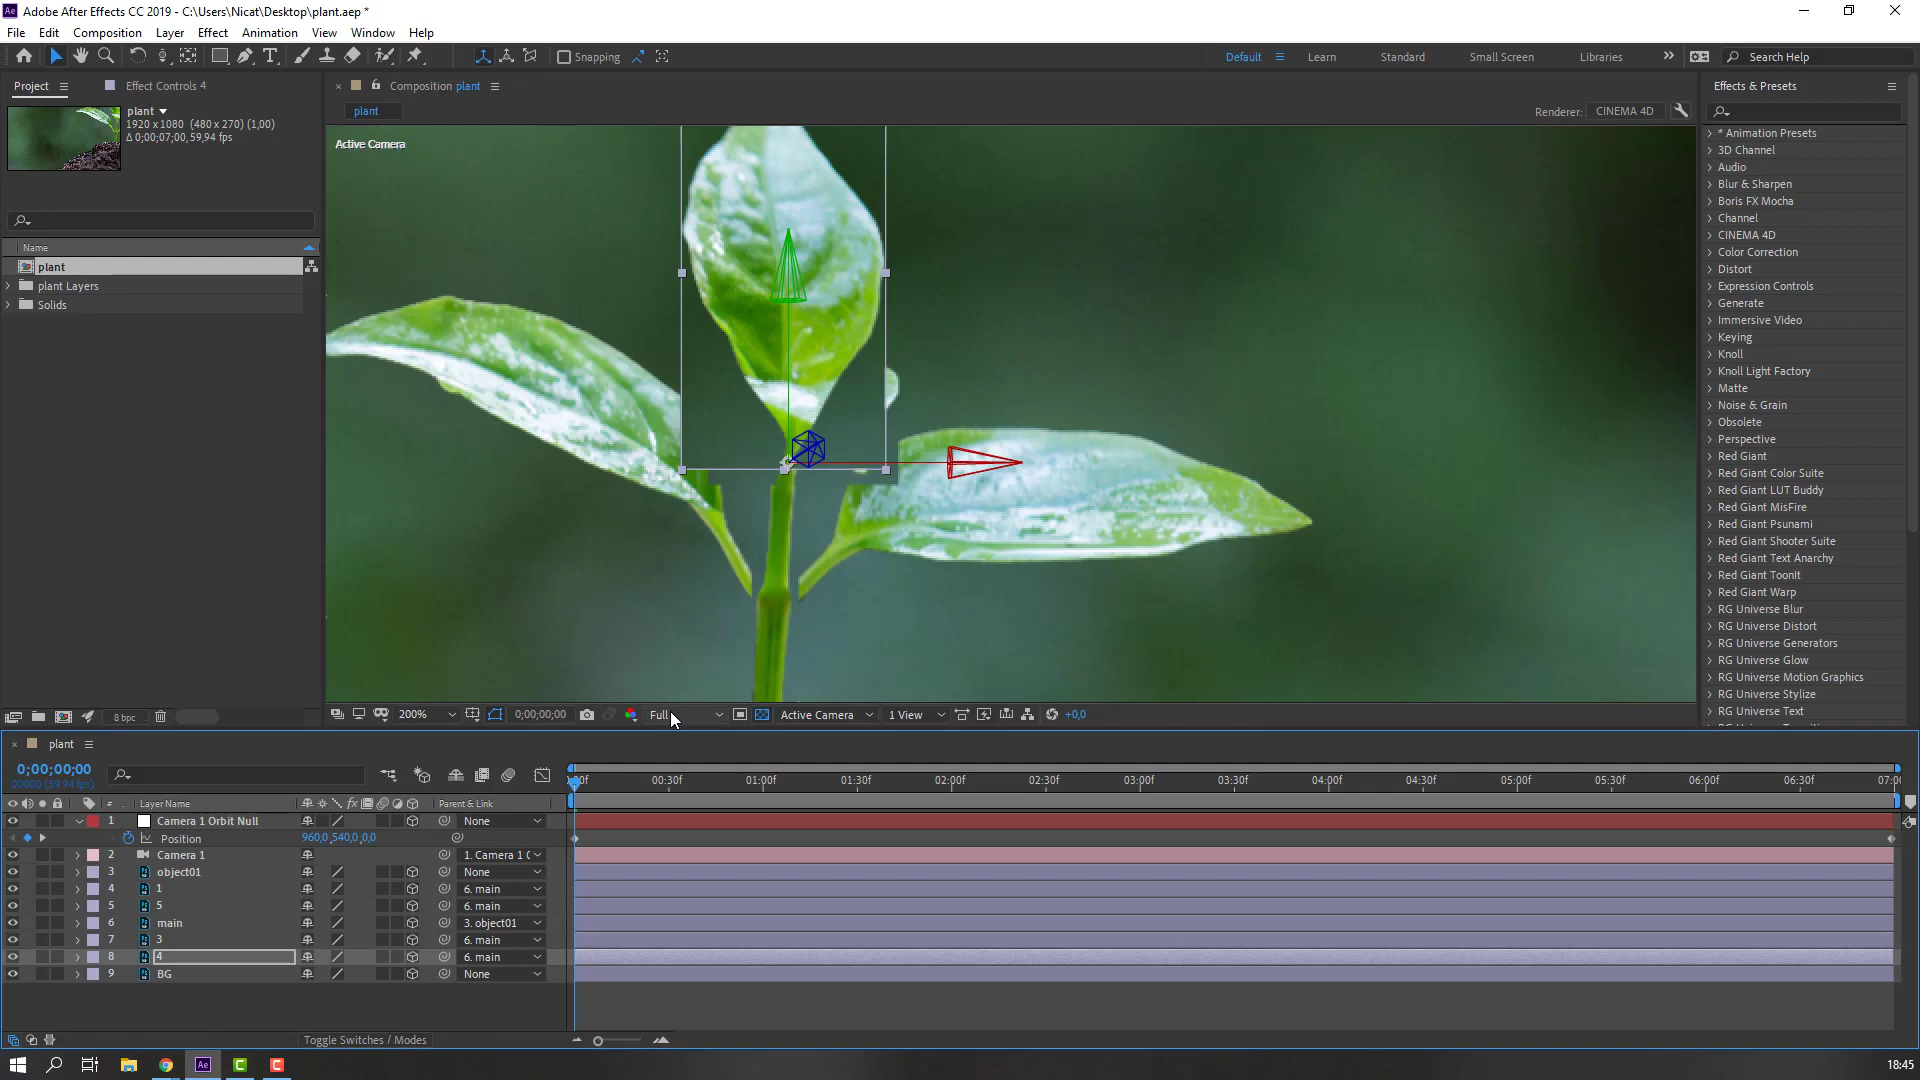 Adobe After Effects CC 2019 - C:\Users\Nicat\Desktop\plant.aep *
File Edit Composition Layer Effect Animation View Window Help
Snapping
Default Learn Standard Small Screen Libraries Search Help
Project Effect Controls 4
plant
1920 x 1080 (480 x 270) (1,00)
Δ 0;00;07;00, 59,94 fps
Name
plant
plant Layers
Solids
8 bpc
Composition plant
plant
Renderer: CINEMA 4D
Active Camera
200% 0;00;00;00 Full Active Camera 1 View +0,0
Effects & Presets
* Animation Presets
3D Channel
Audio
Blur & Sharpen
Boris FX Mocha
Channel
CINEMA 4D
Color Correction
Distort
Expression Controls
Generate
Immersive Video
Keying
Knoll
Knoll Light Factory
Matte
Noise & Grain
Obsolete
Perspective
Red Giant
Red Giant Color Suite
Red Giant LUT Buddy
Red Giant MisFire
Red Giant Psunami
Red Giant Shooter Suite
Red Giant Text Anarchy
Red Giant ToonIt
Red Giant Warp
RG Universe Blur
RG Universe Distort
RG Universe Generators
RG Universe Glow
RG Universe Motion Graphics
RG Universe Stylize
RG Universe Text
plant
0;00;00;00
00000 (59.94 fps)
00:30f 01:00f 01:30f 02:00f 02:30f 03:00f 03:30f 04:00f 04:30f 05:00f 05:30f 06:00f 06:30f 07:00
# Layer Name fx Parent & Link
1 Camera 1 Orbit Null None
Position 960,0,540,0,0,0
2 Camera 1 1. Camera 1 O
3 object01 None
4 1 6. main
5 5 6. main
6 main 3. object01
7 3 6. main
8 4 6. main
9 BG None
Toggle Switches / Modes
18:45